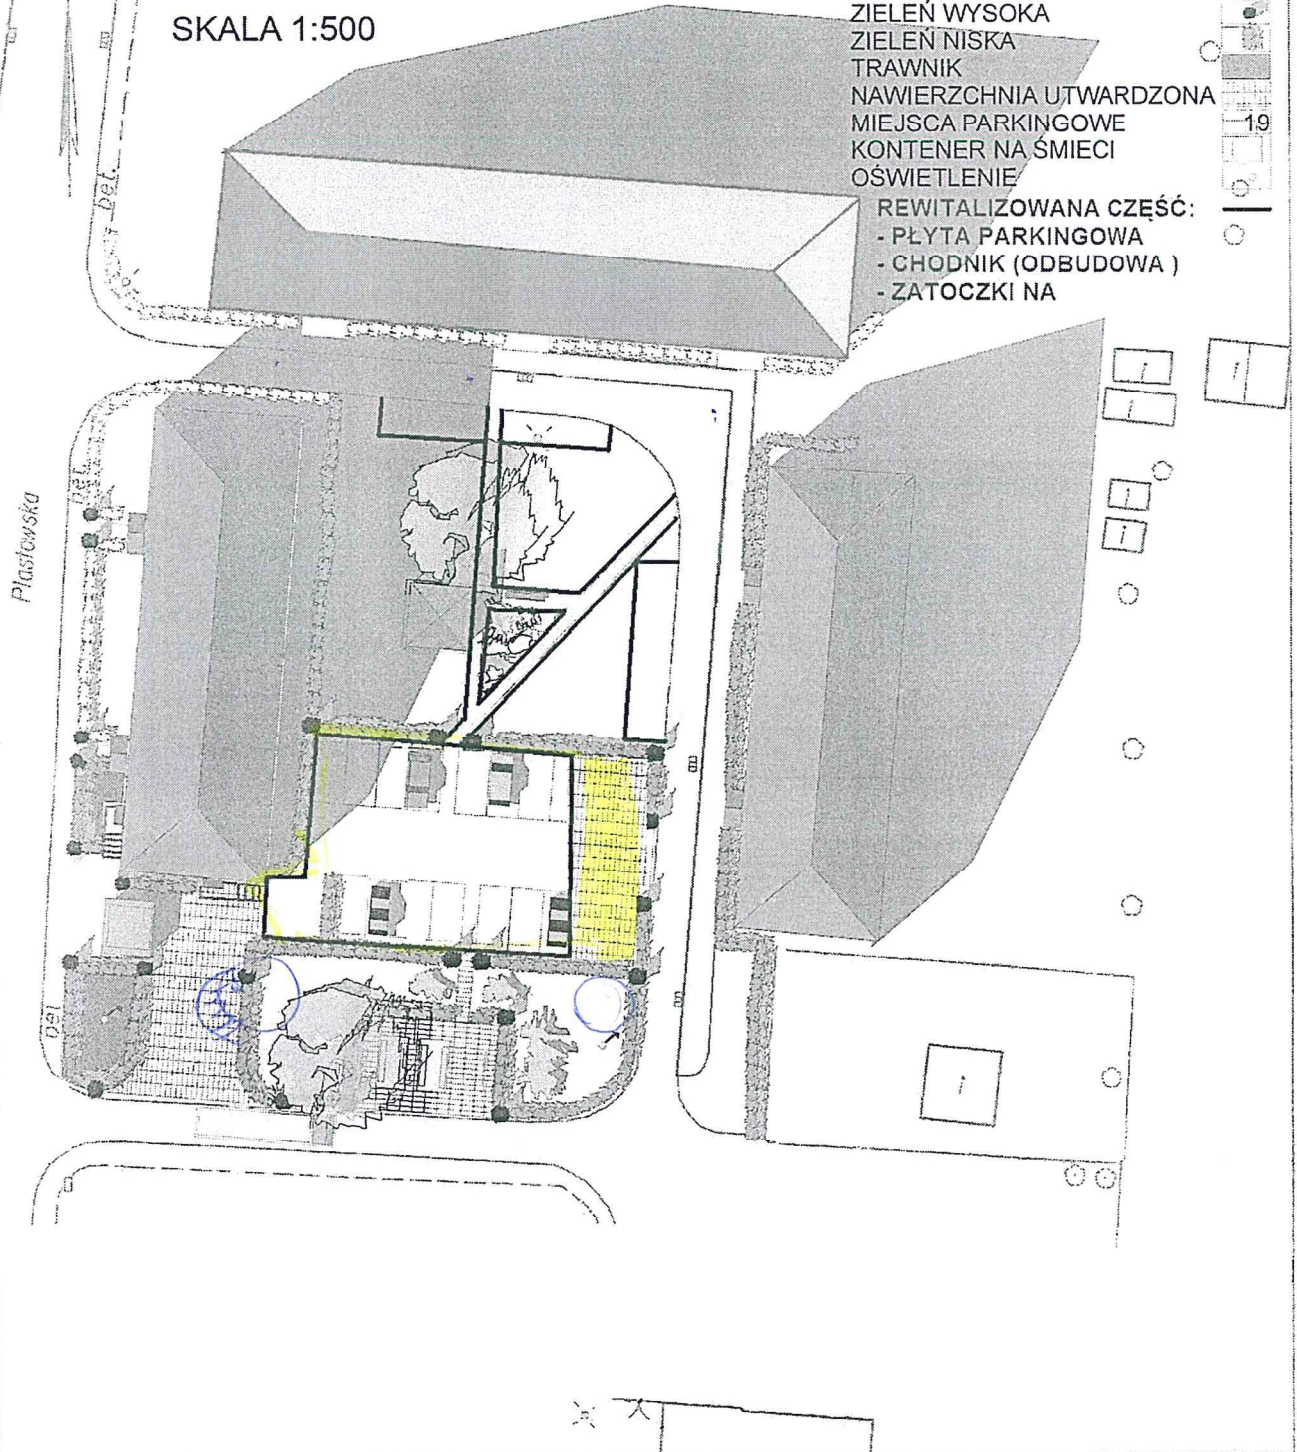 SKALA 1:500
ZIELEŃ WYSOKA
ZIELEŃ NISKA
TRAWNIK
NAWIERZCHNIA UTWARDZONA
MIEJSCA PARKINGOWE
19
KONTENER NA ŚMIECI
OŚWIETLENIE
REWITALIZOWANA CZĘŚĆ:
- PŁYTA PARKINGOWA
- CHODNIK (ODBUDOWA )
- ZATOCZKI NA
bet.
bet.
Piastowska
bet.
i
i
i
i
i
i